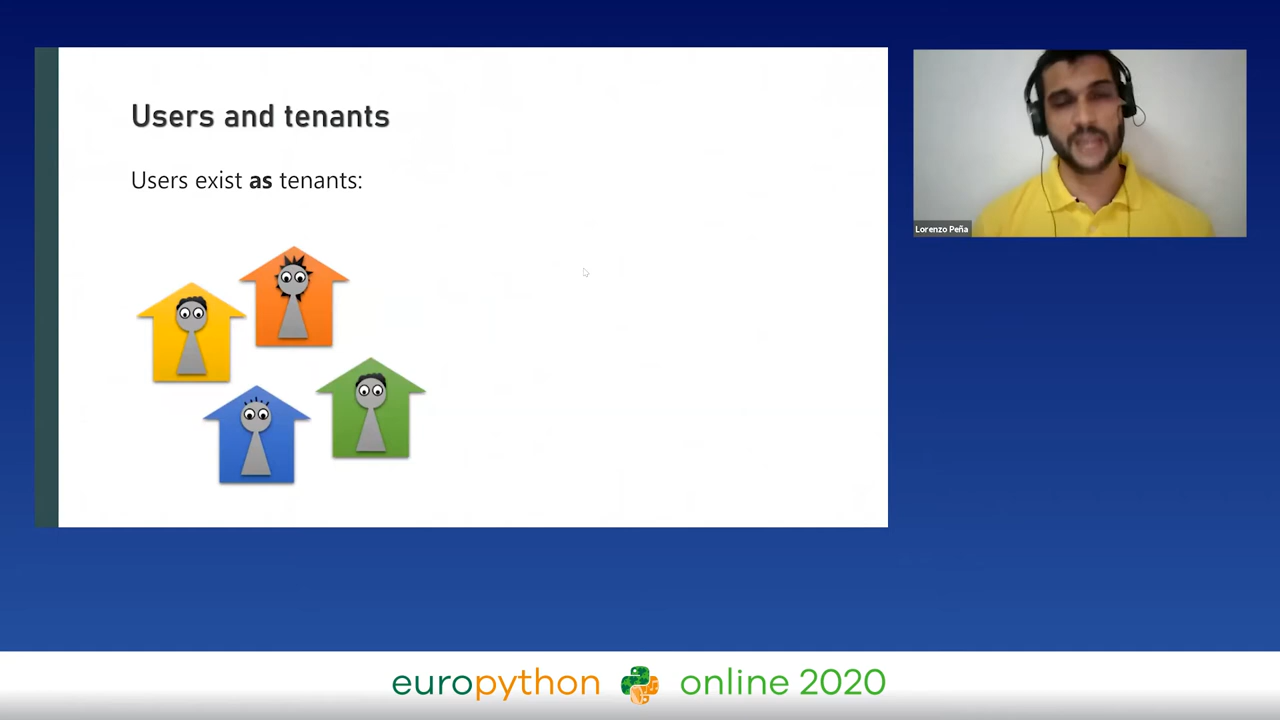 Users and tenants
Users exist as tenants:
Lorenzo Peña
europython online 2020